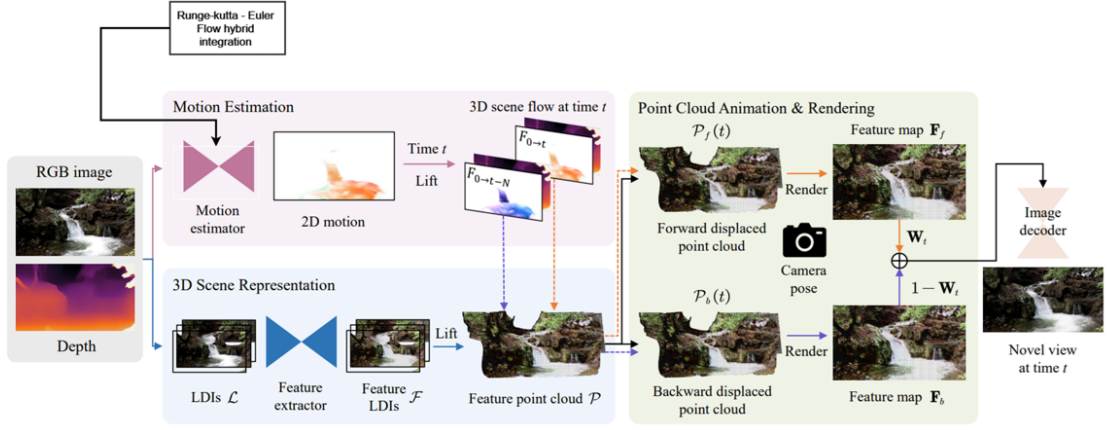 Runge-kutta - Euler
Flow hybrid
integration
Motion Estimation
3D scene flow at time t
F0→t
F0→t−N
Time t
Lift
Motion
estimator
2D motion
RGB image
Depth
3D Scene Representation
Lift
LDIs ℒ
Feature
extractor
Feature
LDIs ℱ
Feature point cloud 𝒫
Point Cloud Animation & Rendering
𝒫f(t)
Feature map Ff
Render
Forward displaced
point cloud
Camera
pose
Wt
1 − Wt
𝒫b(t)
Render
Backward displaced
point cloud
Feature map Fb
Image
decoder
Novel view
at time t